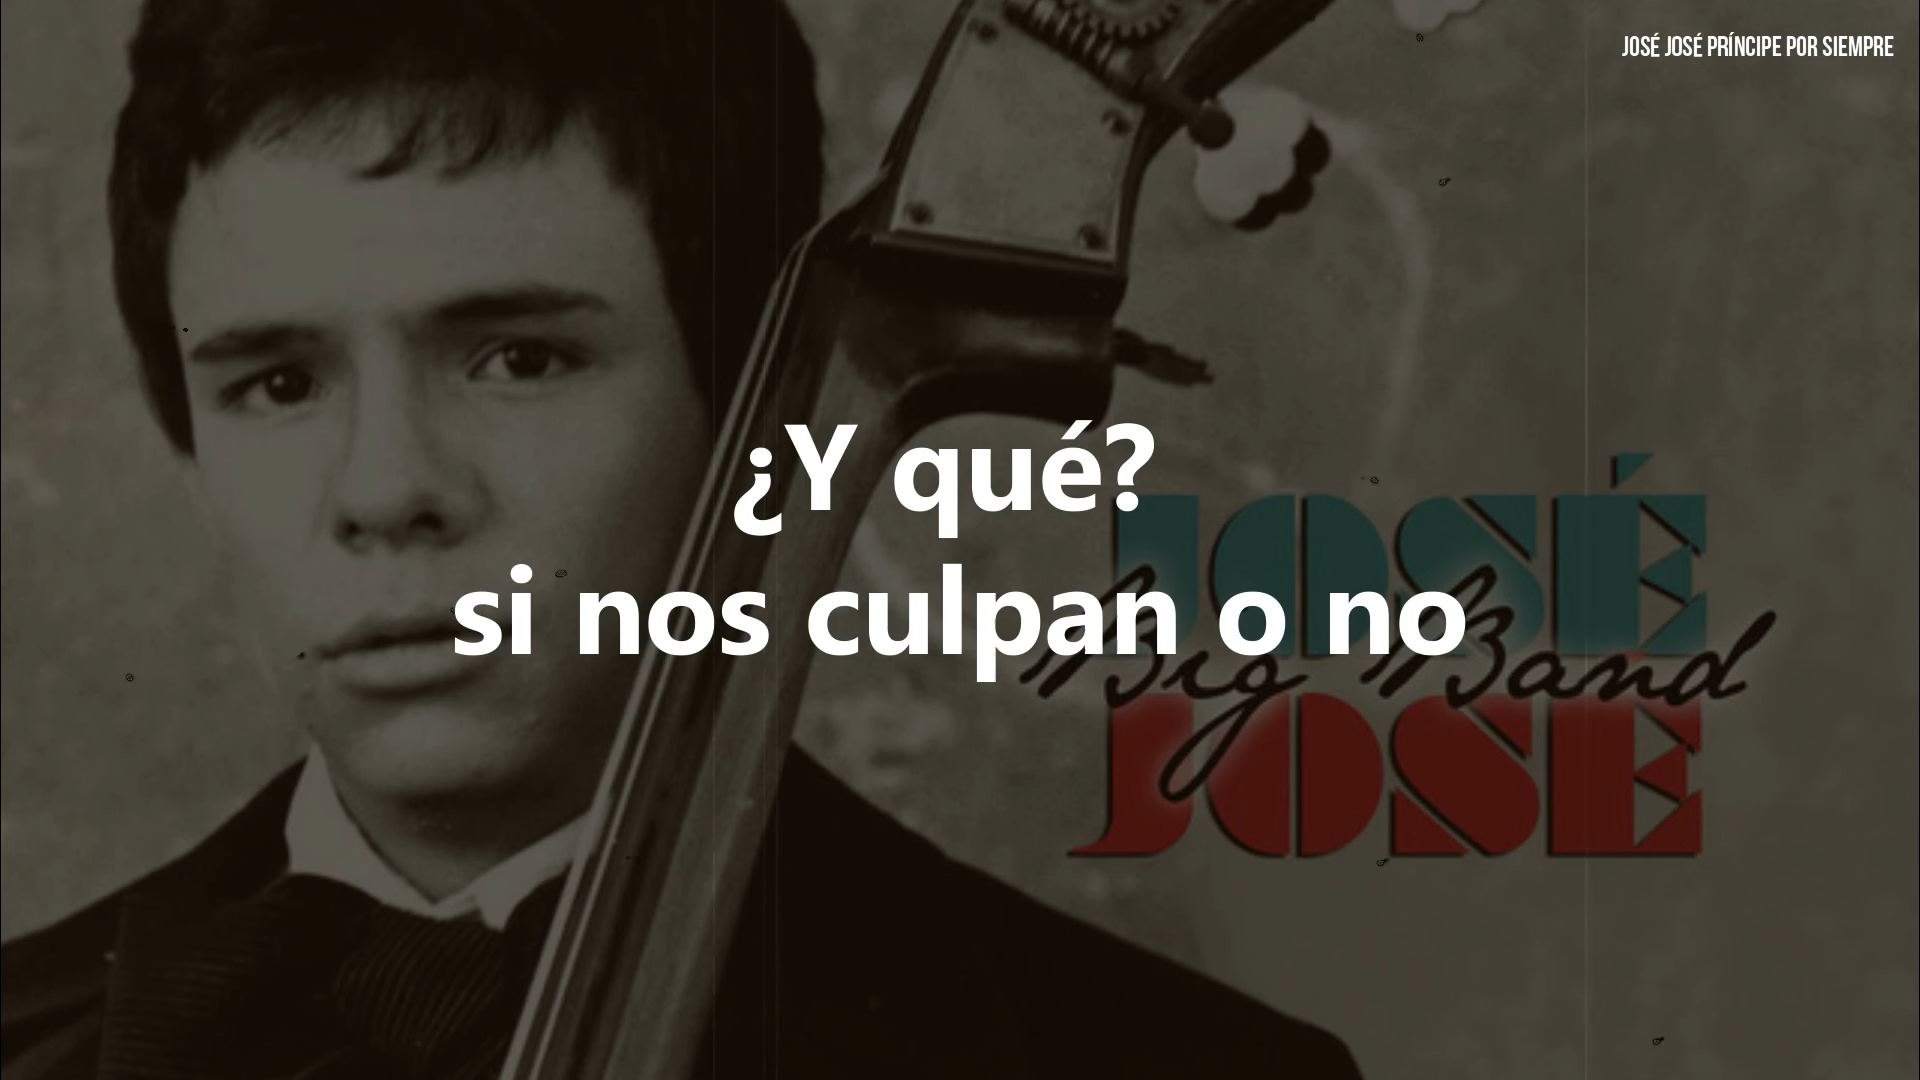 JOSÉ JOSÉ PRÍNCIPE POR SIEMPRE
¿Y qué?
si nos culpan o no
JOSÉ
Big Band
JOSÉ